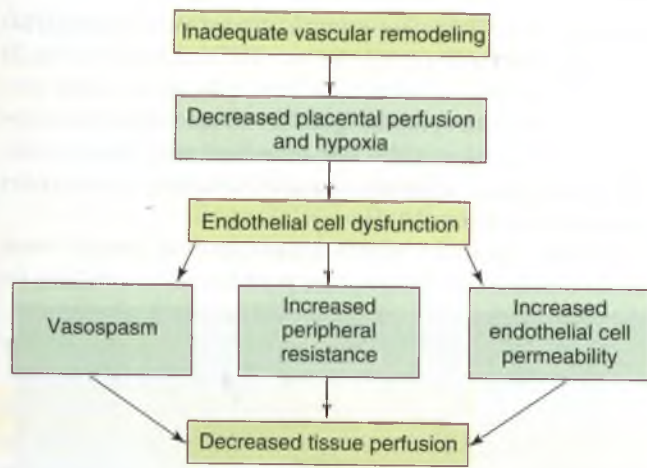 Inadequate vascular remodeling
Decreased placental perfusion
and hypoxia
Endothelial cell dysfunction
Vasospasm
Increased
peripheral
resistance
Increased
endothelial cell
permeability
Decreased tissue perfusion